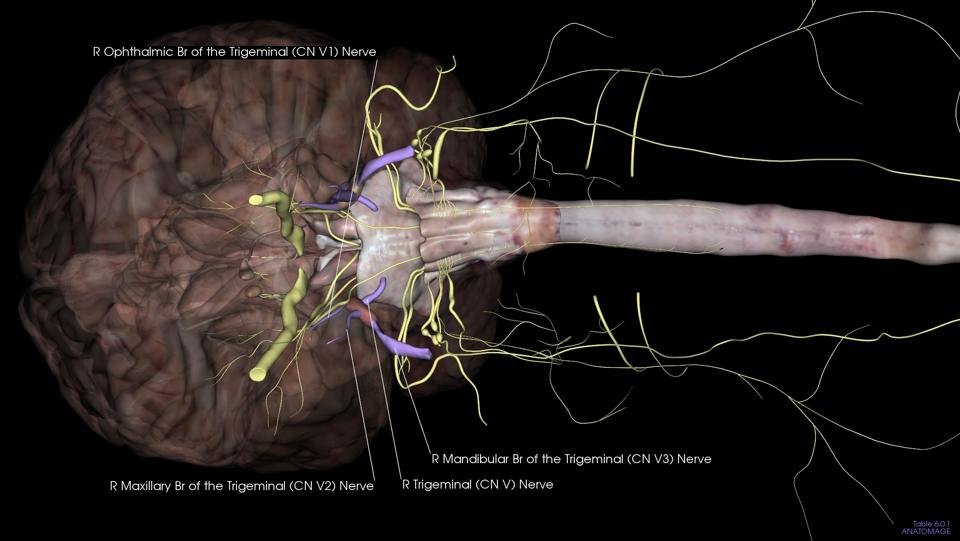 R Ophthalmic Br of the Trigeminal (CN V1) Nerve
R Mandibular Br of the Trigeminal (CN V3) Nerve
R Maxillary Br of the Trigeminal (CN V2) Nerve
R Trigeminal (CN V) Nerve
Table 6.0.1
ANATOMAGE